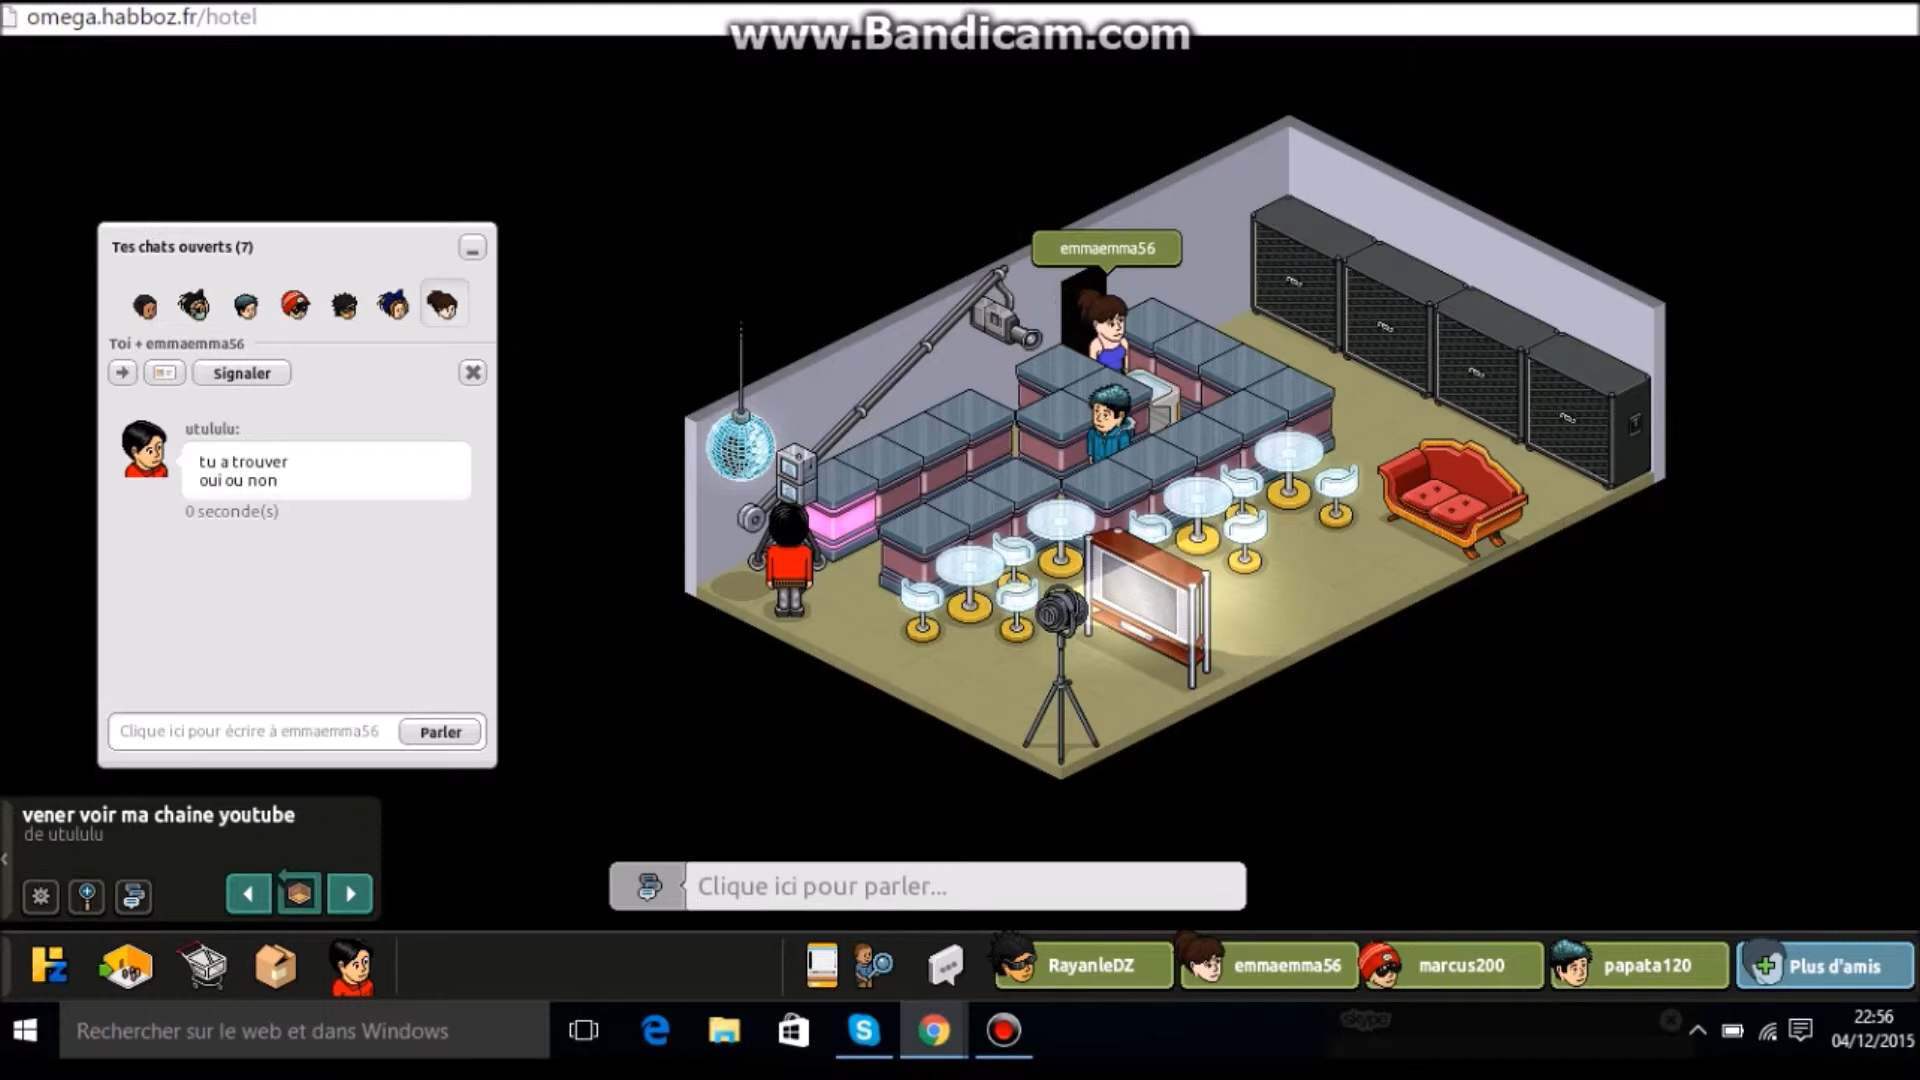 omega.habboz.fr/hotel
www.Bandicam.com
Tes chats ouverts (7)
Toi + emmaemma56
Signaler
utululu:
tu a trouver
oui ou non
0 seconde(s)
Clique ici pour écrire à emmaemma56
Parler
emmaemma56
vener voir ma chaine youtube
de utululu
Clique ici pour parler...
RayanleDZ
emmaemma56
marcus200
papata120
Plus d'amis
Rechercher sur le web et dans Windows
skype
22:56
04/12/2015